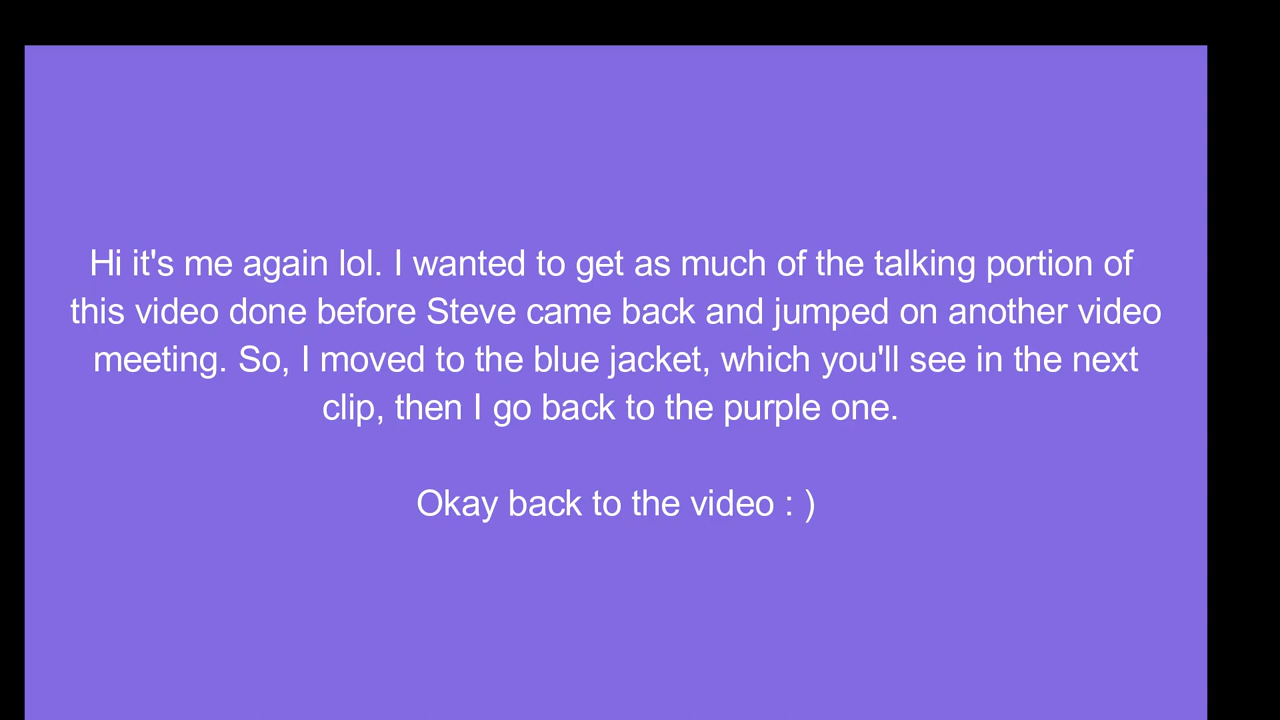 Hi it's me again lol. I wanted to get as much of the talking portion of
this video done before Steve came back and jumped on another video
meeting. So, I moved to the blue jacket, which you'll see in the next
clip, then I go back to the purple one.
Okay back to the video : )